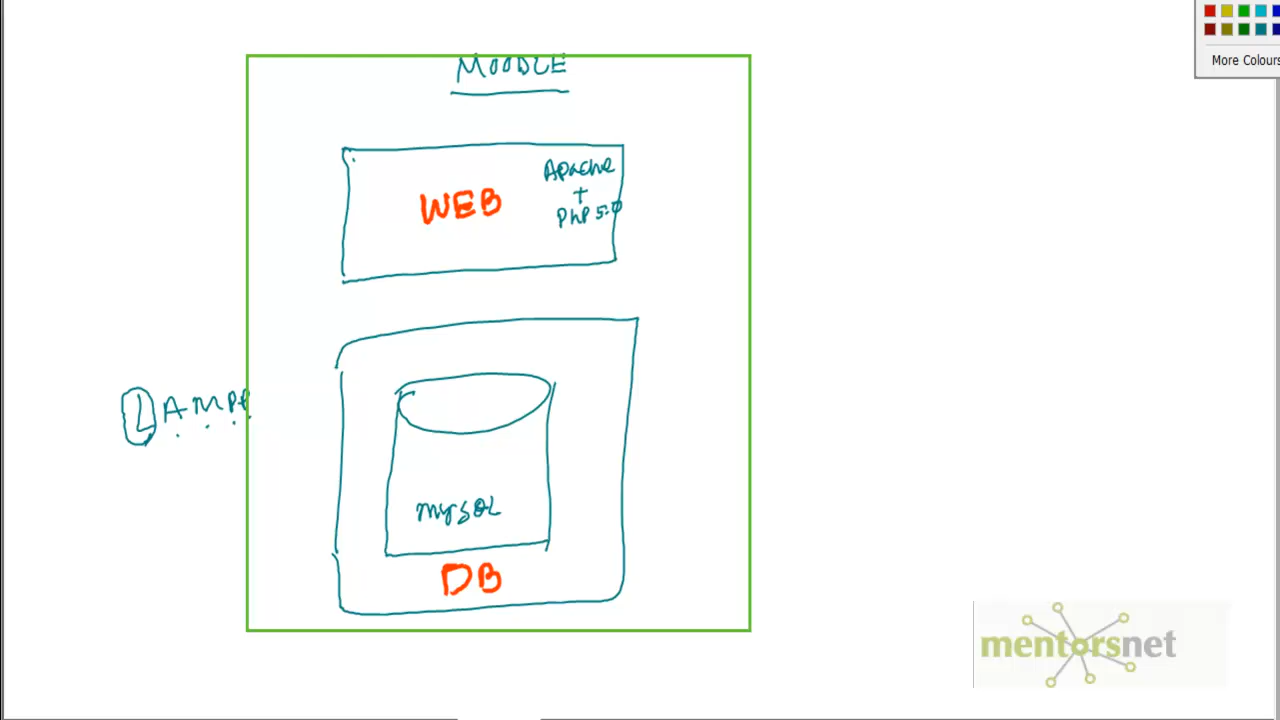 More Colours
MOODLE
WEB
Apache
+
PhP 5.0
LAMP
mysQL
DB
mentorsnet